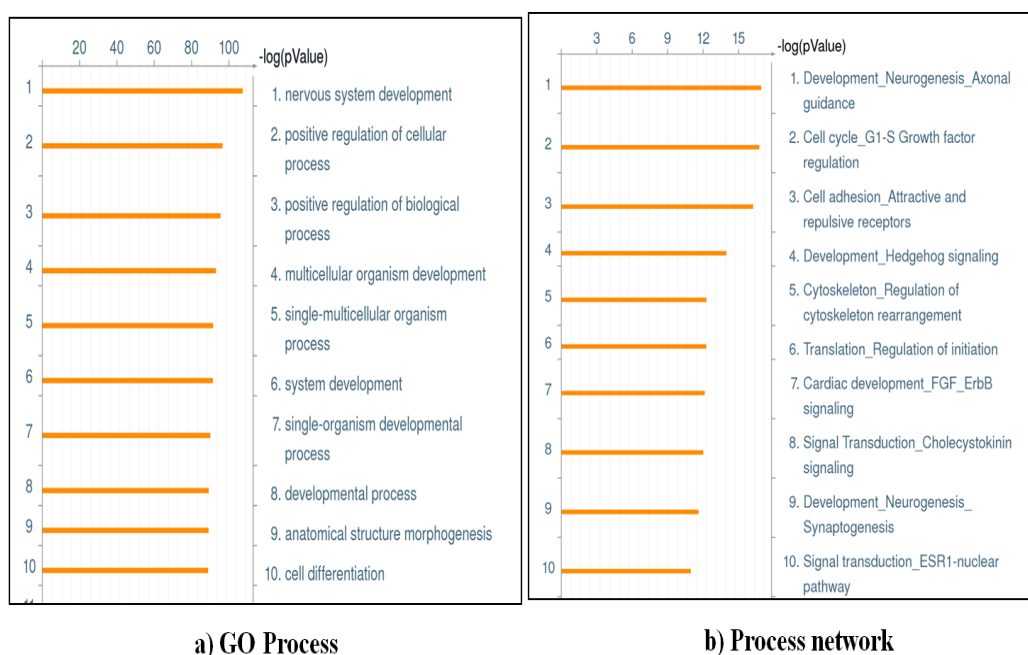 20 40 60 80 100
-log(pValue)
1
1. nervous system development
2
2. positive regulation of cellular
process
3
3. positive regulation of biological
process
4
4. multicellular organism development
5
5. single-multicellular organism
process
6
6. system development
7
7. single-organism developmental
process
8
8. developmental process
9
9. anatomical structure morphogenesis
10
10. cell differentiation
a) GO Process
3 6 9 12 15
-log(pValue)
1
1. Development_Neurogenesis_Axonal
guidance
2
2. Cell cycle_G1-S Growth factor
regulation
3
3. Cell adhesion_Attractive and
repulsive receptors
4
4. Development_Hedgehog signaling
5
5. Cytoskeleton_Regulation of
cytoskeleton rearrangement
6
6. Translation_Regulation of initiation
7
7. Cardiac development_FGF_ErbB
signaling
8
8. Signal Transduction_Cholecystokinin
signaling
9
9. Development_Neurogenesis_
Synaptogenesis
10
10. Signal transduction_ESR1-nuclear
pathway
b) Process network